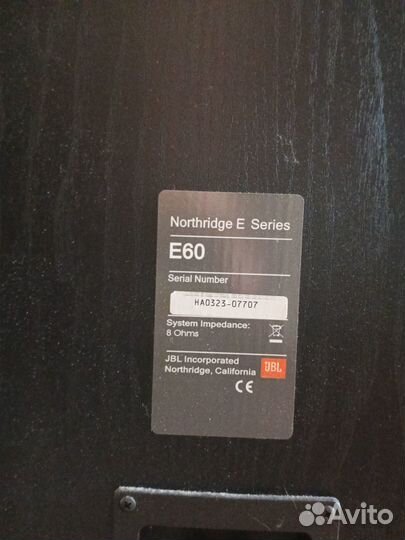 Northridge E Series
E60
Serial Number
HA0323-07707
System Impedance:
8 Ohms
JBL Incorporated
Northridge, California
JBL
CE
Avito